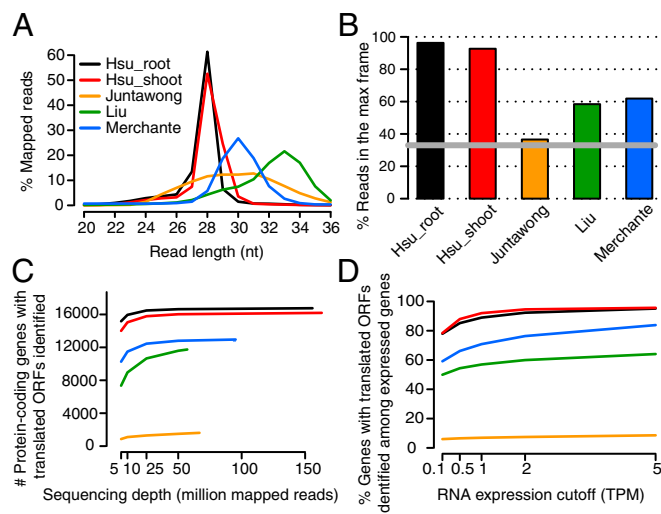 A
% Mapped reads
60
50
40
30
20
10
0
Hsu_root
Hsu_shoot
Juntawong
Liu
Merchante
20 22 24 26 28 30 32 34 36
Read length (nt)
B
% Reads in the max frame
100
80
60
40
20
0
Hsu_root
Hsu_shoot
Juntawong
Liu
Merchante
C
# Protein-coding genes with
translated ORFs identified
16000
12000
8000
4000
0
5 10 25 50 100 150
Sequencing depth (million mapped reads)
D
% Genes with translated ORFs
dentified among expressed genes
100
80
60
40
20
0
0.1 0.5 1 2 5
RNA expression cutoff (TPM)